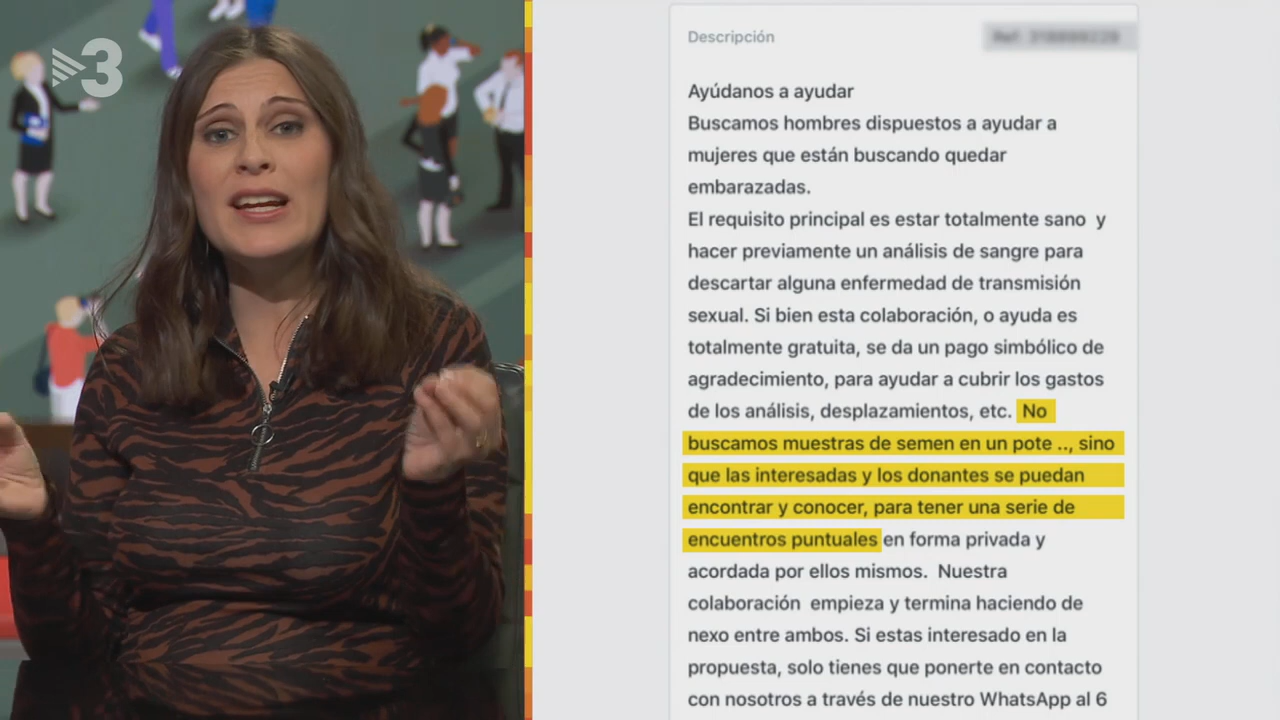 3
Descripción
Ayúdanos a ayudar
Buscamos hombres dispuestos a ayudar a
mujeres que están buscando quedar
embarazadas.
El requisito principal es estar totalmente sano y
hacer previamente un análisis de sangre para
descartar alguna enfermedad de transmisión
sexual. Si bien esta colaboración, o ayuda es
totalmente gratuita, se da un pago simbólico de
agradecimiento, para ayudar a cubrir los gastos
de los análisis, desplazamientos, etc. No
buscamos muestras de semen en un pote .., sino
que las interesadas y los donantes se puedan
encontrar y conocer, para tener una serie de
encuentros puntuales en forma privada y
acordada por ellos mismos. Nuestra
colaboración empieza y termina haciendo de
nexo entre ambos. Si estas interesado en la
propuesta, solo tienes que ponerte en contacto
con nosotros a través de nuestro WhatsApp al 6